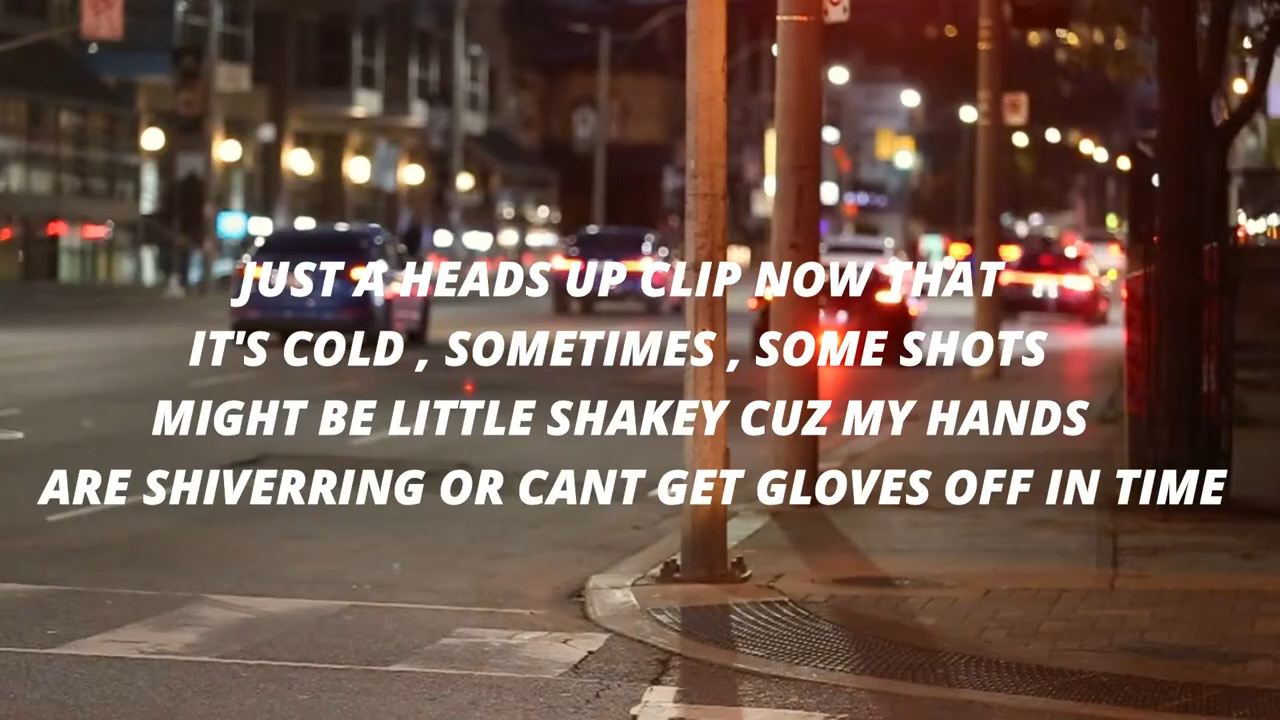 JUST A HEADS UP CLIP NOW THAT
IT'S COLD , SOMETIMES , SOME SHOTS
MIGHT BE LITTLE SHAKEY CUZ MY HANDS
ARE SHIVERRING OR CANT GET GLOVES OFF IN TIME